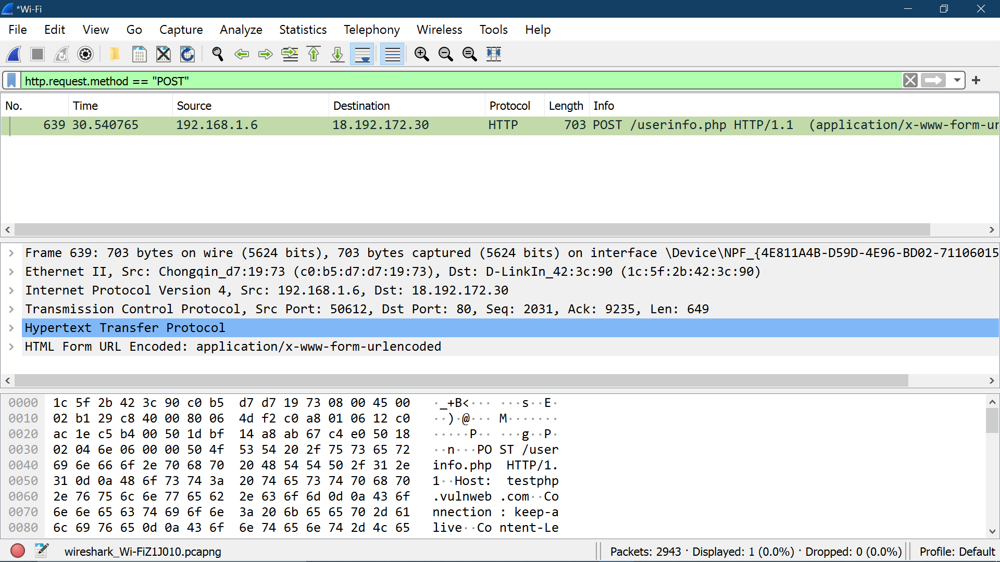 *Wi-Fi
File Edit View Go Capture Analyze Statistics Telephony Wireless Tools Help
http.request.method == "POST"
No. Time Source Destination Protocol Length Info
639 30.540765 192.168.1.6 18.192.172.30 HTTP 703 POST /userinfo.php HTTP/1.1 (application/x-www-form-ur
Frame 639: 703 bytes on wire (5624 bits), 703 bytes captured (5624 bits) on interface \Device\NPF_{4E811A4B-D59D-4E96-BD02-71106015
Ethernet II, Src: Chongqin_d7:19:73 (c0:b5:d7:d7:19:73), Dst: D-LinkIn_42:3c:90 (1c:5f:2b:42:3c:90)
Internet Protocol Version 4, Src: 192.168.1.6, Dst: 18.192.172.30
Transmission Control Protocol, Src Port: 50612, Dst Port: 80, Seq: 2031, Ack: 9235, Len: 649
Hypertext Transfer Protocol
HTML Form URL Encoded: application/x-www-form-urlencoded
0000 1c 5f 2b 42 3c 90 c0 b5 d7 d7 19 73 08 00 45 00 ·_+B<··· ···s··E·
0010 02 b1 29 c8 40 00 80 06 4d f2 c0 a8 01 06 12 c0 ··)·@··· M·······
0020 ac 1e c5 b4 00 50 1d bf 14 a8 ab 67 c4 e0 50 18 ·····P·· ···g··P·
0030 02 04 6e 06 00 00 50 4f 53 54 20 2f 75 73 65 72 ··n···PO ST /user
0040 69 6e 66 6f 2e 70 68 70 20 48 54 54 50 2f 31 2e info.php HTTP/1.
0050 31 0d 0a 48 6f 73 74 3a 20 74 65 73 74 70 68 70 1··Host: testphp
0060 2e 76 75 6c 6e 77 65 62 2e 63 6f 6d 0d 0a 43 6f .vulnweb .com··Co
0070 6e 6e 65 63 74 69 6f 6e 3a 20 6b 65 65 70 2d 61 nnection : keep-a
0080 6c 69 76 65 0d 0a 43 6f 6e 74 65 6e 74 2d 4c 65 live··Co ntent-Le
wireshark_Wi-FiZ1J010.pcapng Packets: 2943 · Displayed: 1 (0.0%) · Dropped: 0 (0.0%) Profile: Default